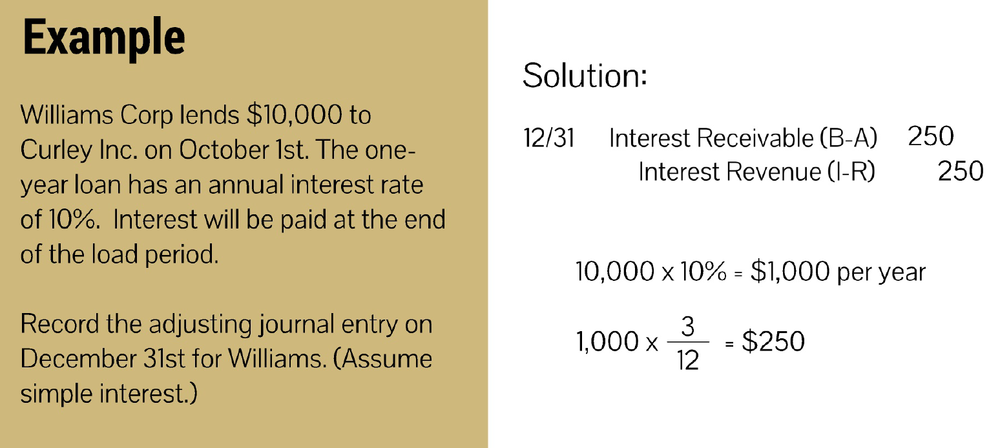 Example
Williams Corp lends $10,000 to
Curley Inc. on October 1st. The one-
year loan has an annual interest rate
of 10%.  Interest will be paid at the end
of the load period.
Record the adjusting journal entry on
December 31st for Williams. (Assume
simple interest.)
Solution:
12/31 Interest Receivable (B-A) 250
Interest Revenue (I-R) 250
10,000 x 10% = $1,000 per year
1,000 x 3/12 = $250